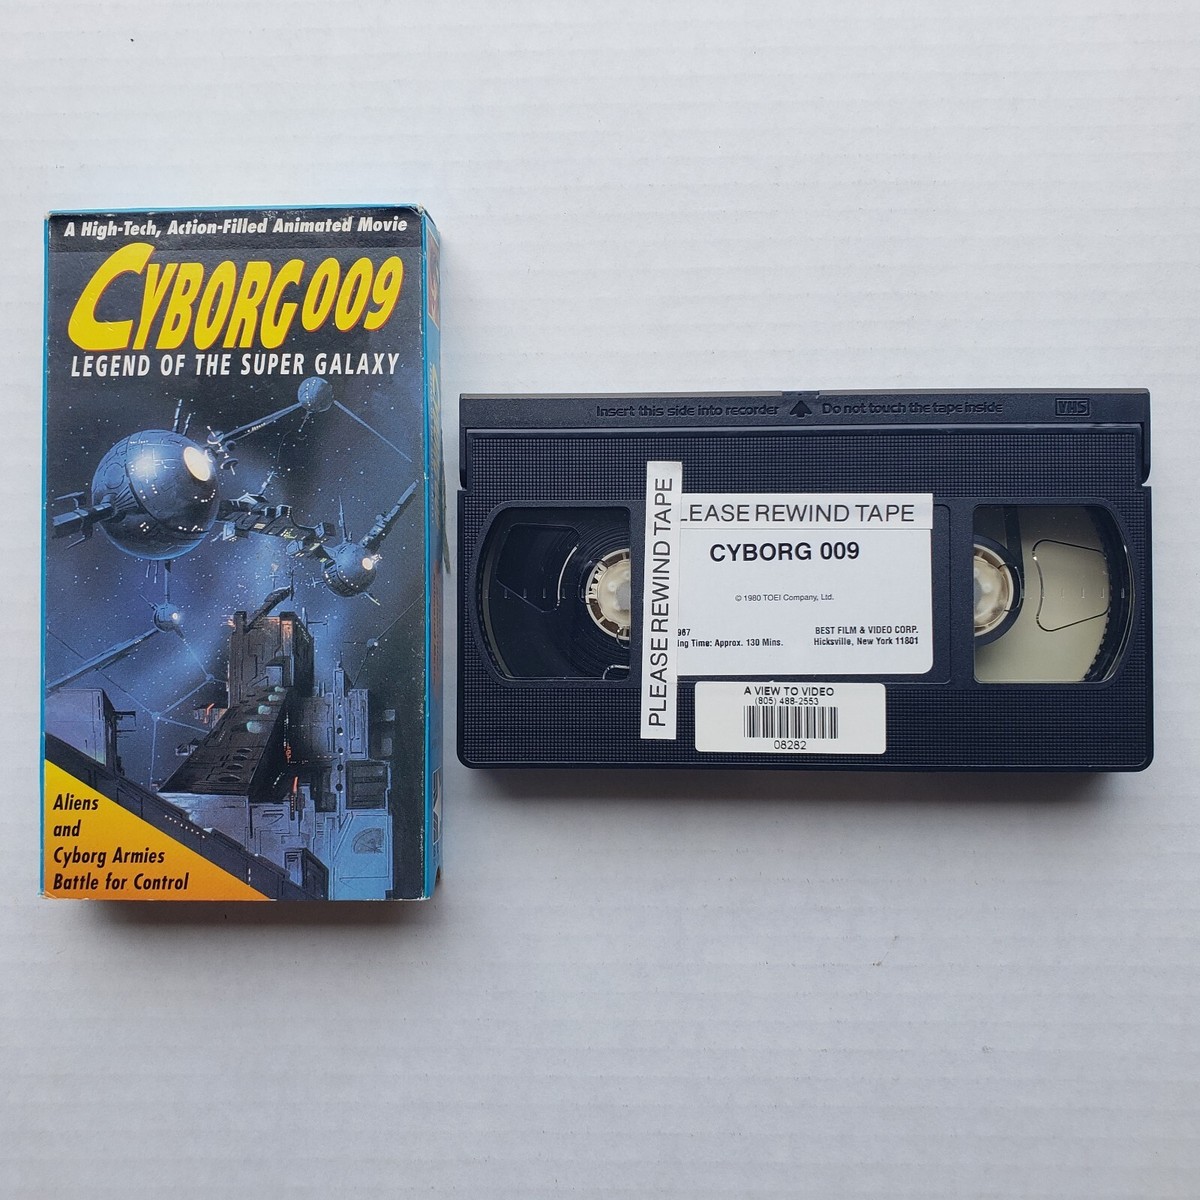 A High-Tech, Action-Filled Animated Movie
CYBORG 009
LEGEND OF THE SUPER GALAXY
Aliens
and
Cyborg Armies
Battle for Control
Insert this side into recorder Do not touch the tape inside VHS
PLEASE REWIND TAPE
LEASE REWIND TAPE
CYBORG 009
© 1980 TOEI Company, Ltd.
987 BEST FILM & VIDEO CORP.
ing Time: Approx. 130 Mins. Hicksville, New York 11801
A VIEW TO VIDEO
(805) 488-2553
08282